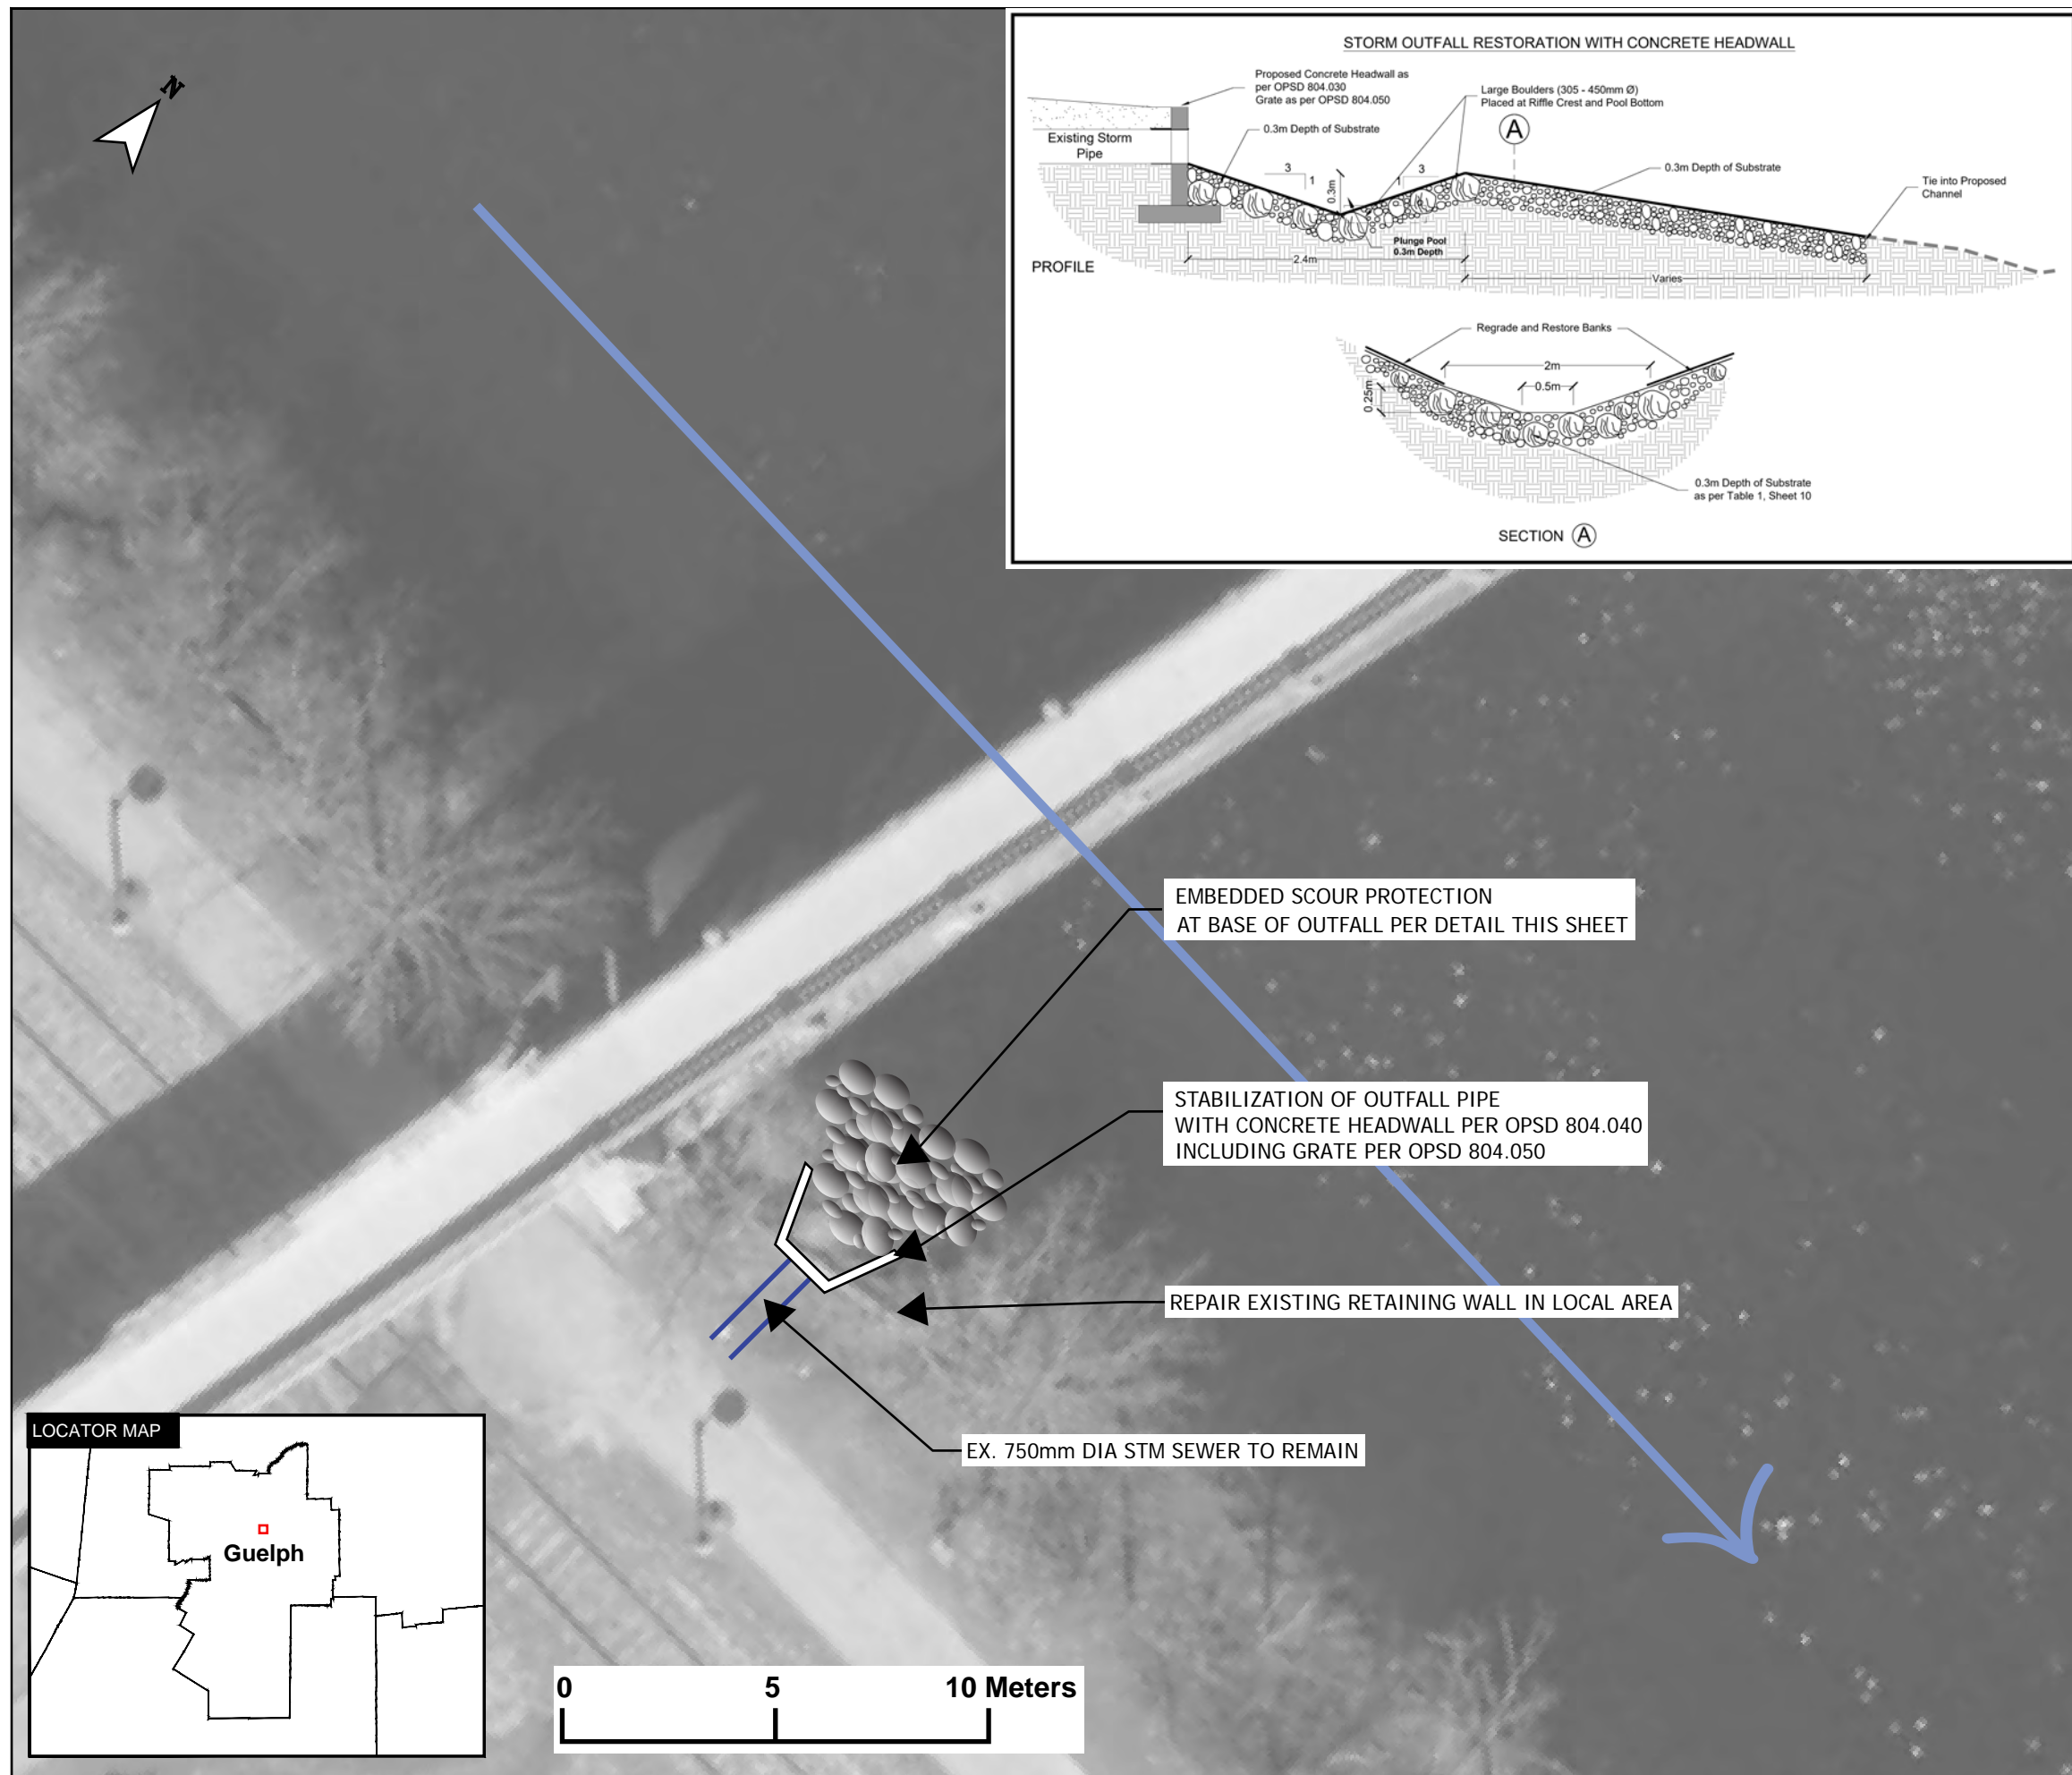 N
STORM OUTFALL RESTORATION WITH CONCRETE HEADWALL
Proposed Concrete Headwall as
per OPSD 804.030
Grate as per OPSD 804.050
Large Boulders (305 - 450mm Ø)
Placed at Riffle Crest and Pool Bottom
A
0.3m Depth of Substrate
Existing Storm
Pipe
3
1
0.3m
1
3
0.3m Depth of Substrate
Tie into Proposed
Channel
Plunge Pool
0.3m Depth
2.4m
PROFILE
Varies
Regrade and Restore Banks
2m
0.5m
0.25m
0.3m Depth of Substrate
as per Table 1, Sheet 10
SECTION A
EMBEDDED SCOUR PROTECTION
AT BASE OF OUTFALL PER DETAIL THIS SHEET
STABILIZATION OF OUTFALL PIPE
WITH CONCRETE HEADWALL PER OPSD 804.040
INCLUDING GRATE PER OPSD 804.050
REPAIR EXISTING RETAINING WALL IN LOCAL AREA
EX. 750mm DIA STM SEWER TO REMAIN
LOCATOR MAP
Guelph
0 5 10 Meters